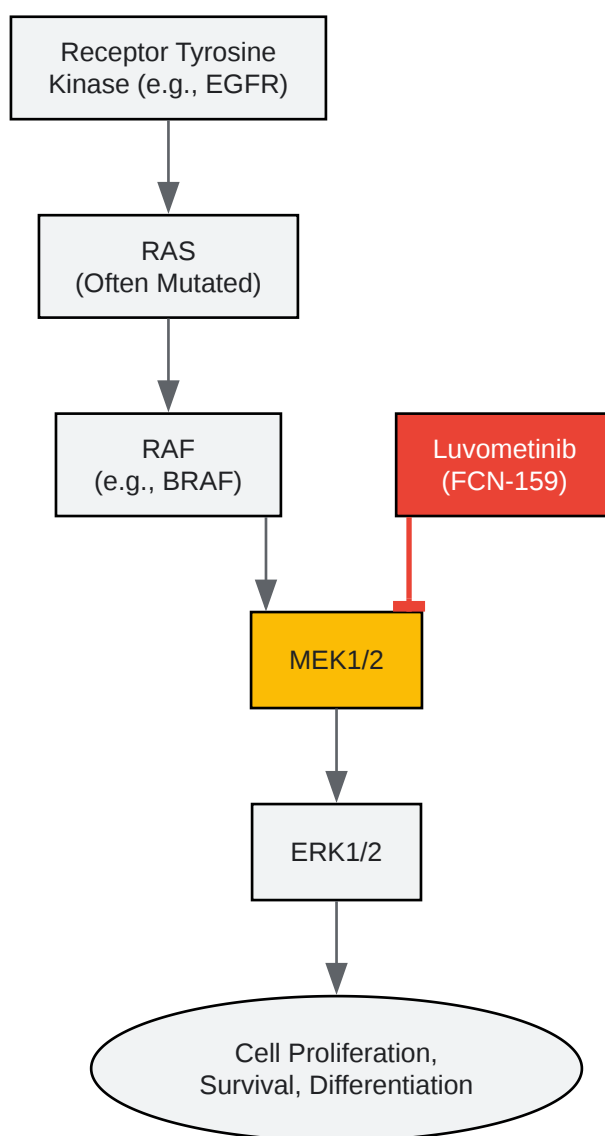 Receptor Tyrosine
Kinase (e.g., EGFR)
RAS
(Often Mutated)
RAF
(e.g., BRAF)
Luvometinib
(FCN-159)
MEK1/2
ERK1/2
Cell Proliferation,
Survival, Differentiation